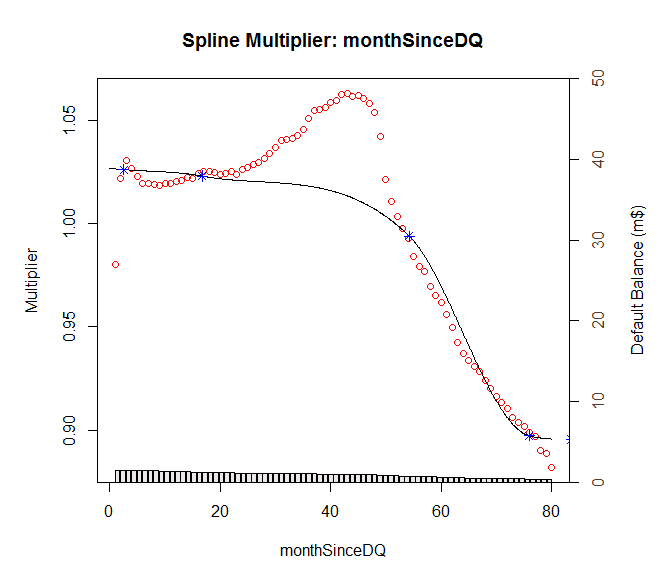 Spline Multiplier: monthSinceDQ
Multiplier
1.05
1.00
0.95
0.90
50
40
30
20
10
0
Default Balance (m$)
0 20 40 60 80
monthSinceDQ